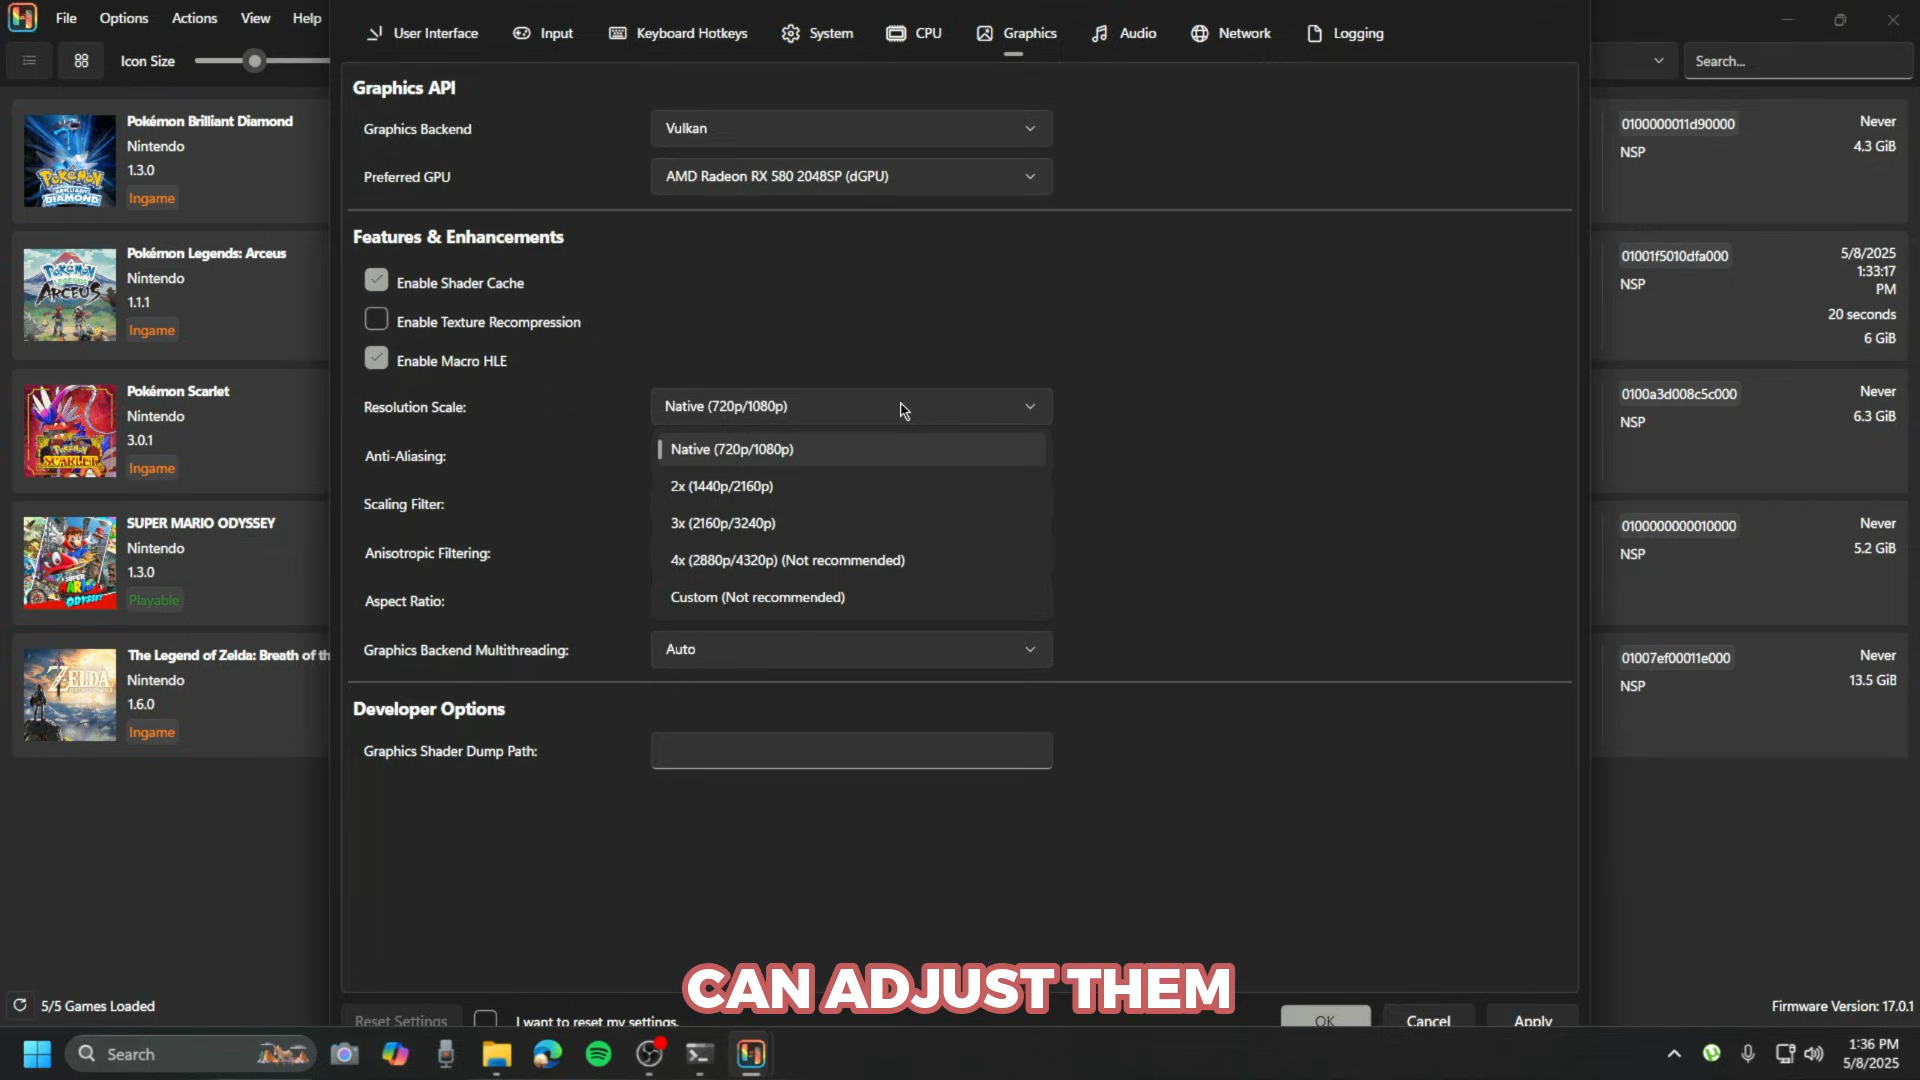 File Options Actions View Help
Icon Size
Search...
User Interface Input Keyboard Hotkeys System CPU Graphics Audio Network Logging
Pokémon Brilliant Diamond
Nintendo
1.3.0
Ingame
Pokémon Legends: Arceus
Nintendo
1.1.1
Ingame
Pokémon Scarlet
Nintendo
3.0.1
Ingame
SUPER MARIO ODYSSEY
Nintendo
1.3.0
Playable
The Legend of Zelda: Breath of th
Nintendo
1.6.0
Ingame
Graphics API
Graphics Backend Vulkan
Preferred GPU AMD Radeon RX 580 2048SP (dGPU)
Features & Enhancements
Enable Shader Cache
Enable Texture Recompression
Enable Macro HLE
Resolution Scale: Native (720p/1080p)
Native (720p/1080p)
2x (1440p/2160p)
3x (2160p/3240p)
4x (2880p/4320p) (Not recommended)
Custom (Not recommended)
Anti-Aliasing:
Scaling Filter:
Anisotropic Filtering:
Aspect Ratio:
Graphics Backend Multithreading: Auto
Developer Options
Graphics Shader Dump Path:
0100000011d90000 Never
NSP 4.3 GiB
01001f5010dfa000 5/8/2025
1:33:17
PM
NSP
20 seconds
6 GiB
0100a3d008c5c000 Never
NSP 6.3 GiB
0100000000010000 Never
NSP 5.2 GiB
01007ef00011e000 Never
NSP 13.5 GiB
CAN ADJUST THEM
Reset Settings I want to reset my settings. OK Cancel Apply
5/5 Games Loaded
Firmware Version: 17.0.1
Search
1:36 PM
5/8/2025